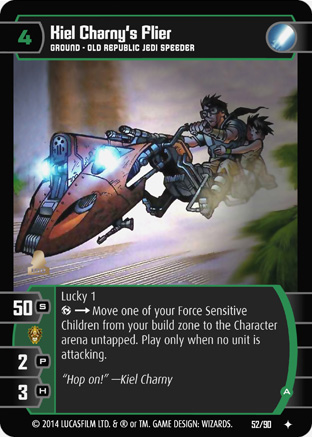 4
Kiel Charny's Flier
GROUND - OLD REPUBLIC JEDI SPEEDER
50 S
2 P
3 H
Lucky 1
→ Move one of your Force Sensitive
Children from your build zone to the Character
arena untapped. Play only when no unit is
attacking.
“Hop on!” —Kiel Charny
A
© 2014 LUCASFILM LTD. & ® or TM. GAME DESIGN: WIZARDS.
52/90